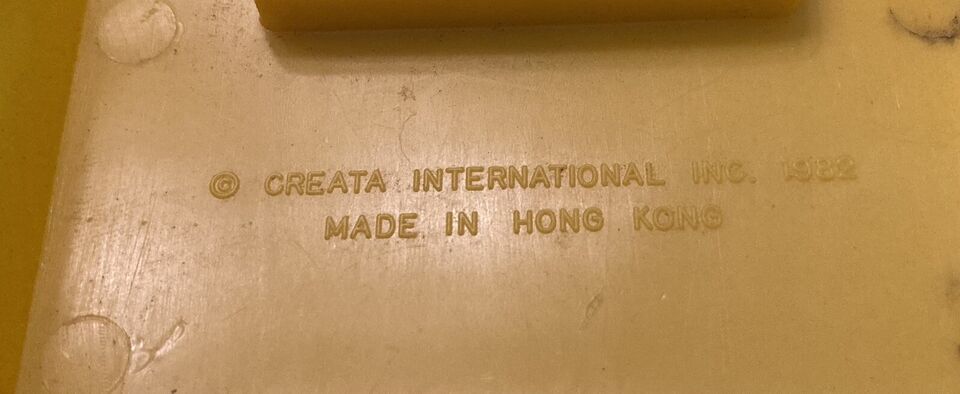 © CREATA INTERNATIONAL INC. 1982
MADE IN HONG KONG